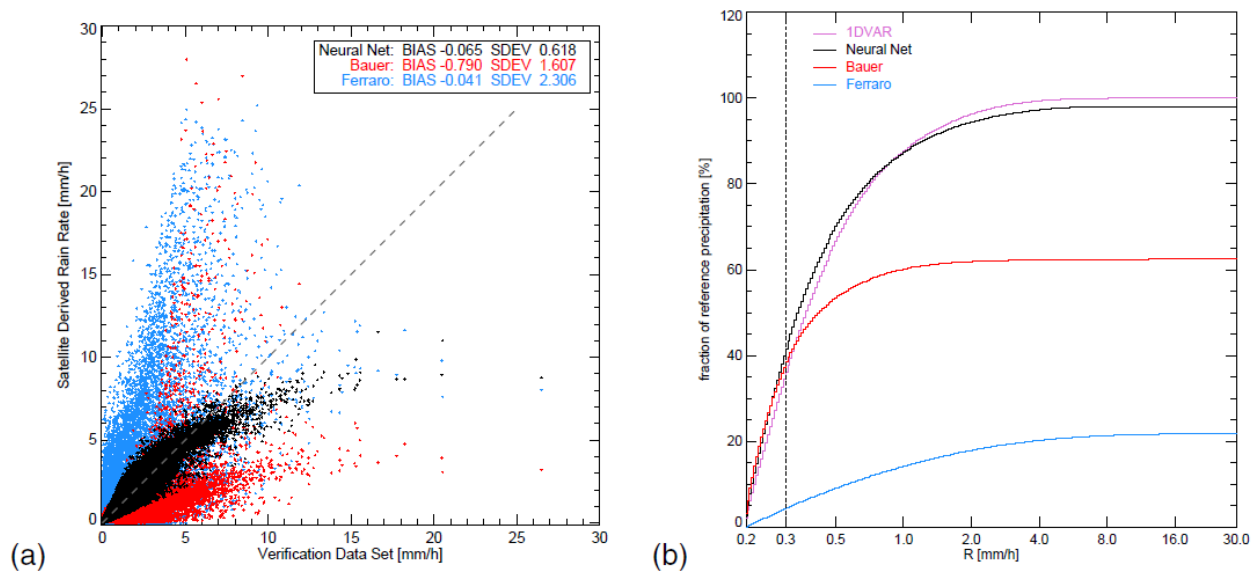 30
25
20
15
10
5
0
Satellite Derived Rain Rate [mm/h]
Neural Net: BIAS -0.065 SDEV 0.618
Bauer: BIAS -0.790 SDEV 1.607
Ferraro: BIAS -0.041 SDEV 2.306
0 5 10 15 20 25 30
Verification Data Set [mm/h]
(a)
120
100
80
60
40
20
0
fraction of reference precipitation [%]
1DVAR
Neural Net
Bauer
Ferraro
0.2 0.3 0.5 1.0 2.0 4.0 8.0 16.0 30.0
R [mm/h]
(b)